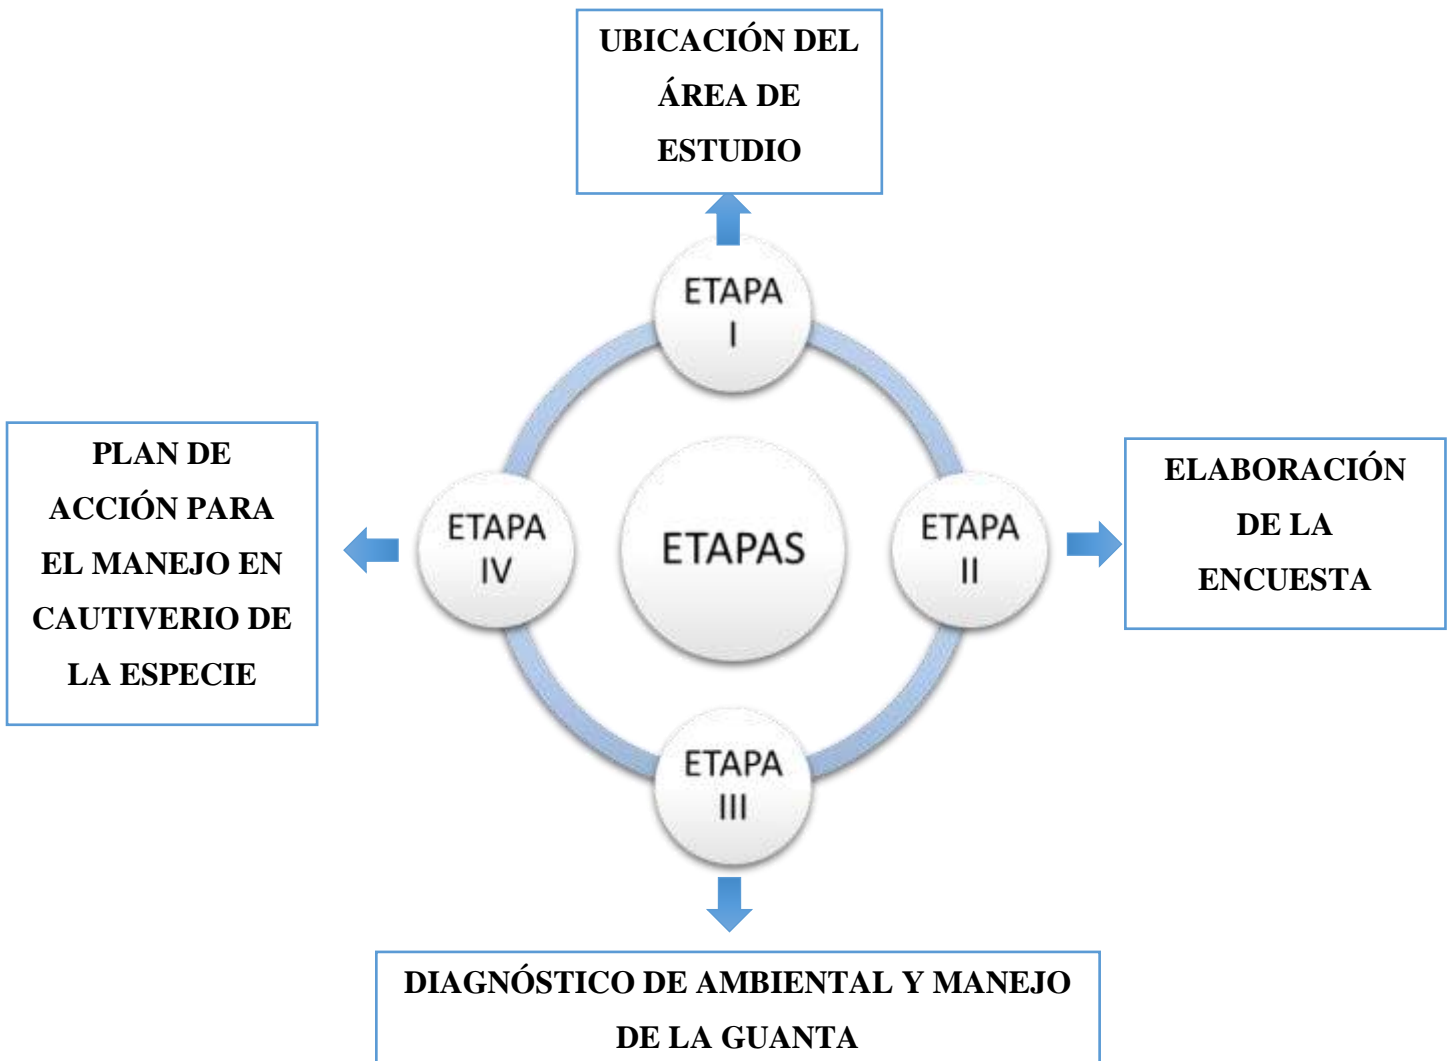 UBICACIÓN DEL
ÁREA DE
ESTUDIO
ETAPA
I
PLAN DE
ACCIÓN PARA
EL MANEJO EN
CAUTIVERIO DE
LA ESPECIE
ETAPA
IV
ETAPAS
ETAPA
II
ELABORACIÓN
DE LA
ENCUESTA
ETAPA
III
DIAGNÓSTICO DE AMBIENTAL Y MANEJO
DE LA GUANTA